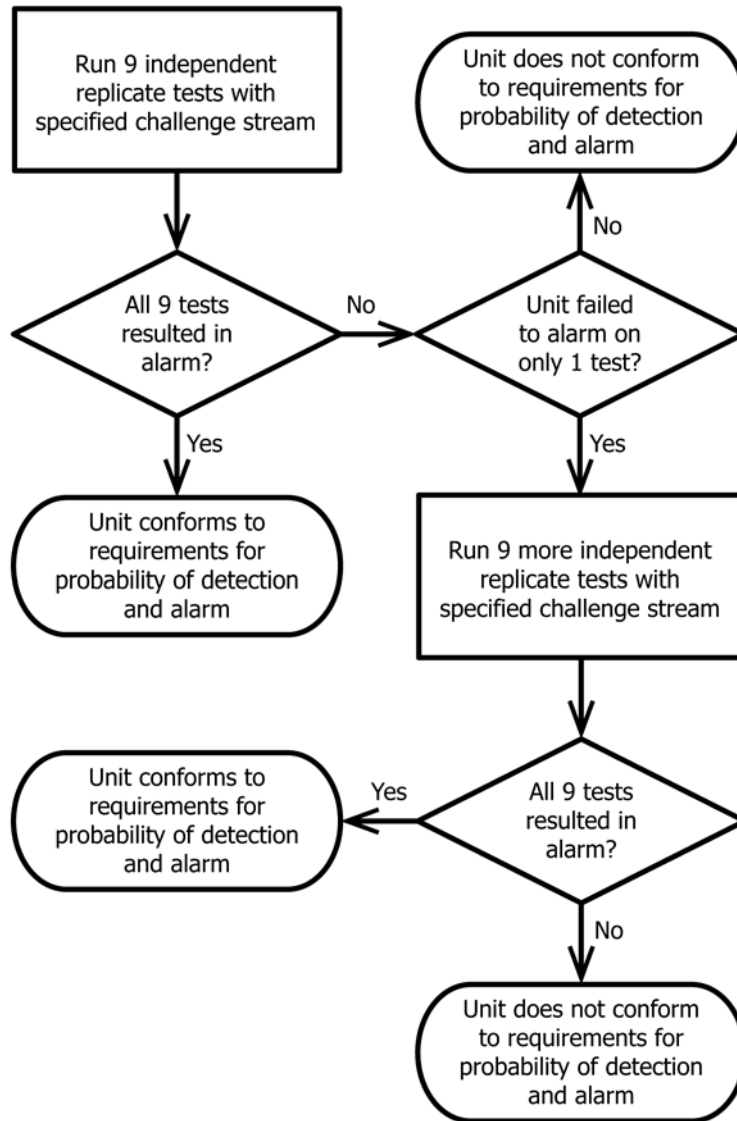 Run 9 independent
replicate tests with
specified challenge stream
All 9 tests
resulted in
alarm?
No
Yes
Unit conforms to
requirements for
probability of detection
and alarm
Unit failed
to alarm on
only 1 test?
No
Unit does not conform
to requirements for
probability of detection
and alarm
Yes
Run 9 more independent
replicate tests with
specified challenge stream
All 9 tests
resulted in
alarm?
Yes
Unit conforms to
requirements for
probability of detection
and alarm
No
Unit does not conform
to requirements for
probability of detection
and alarm